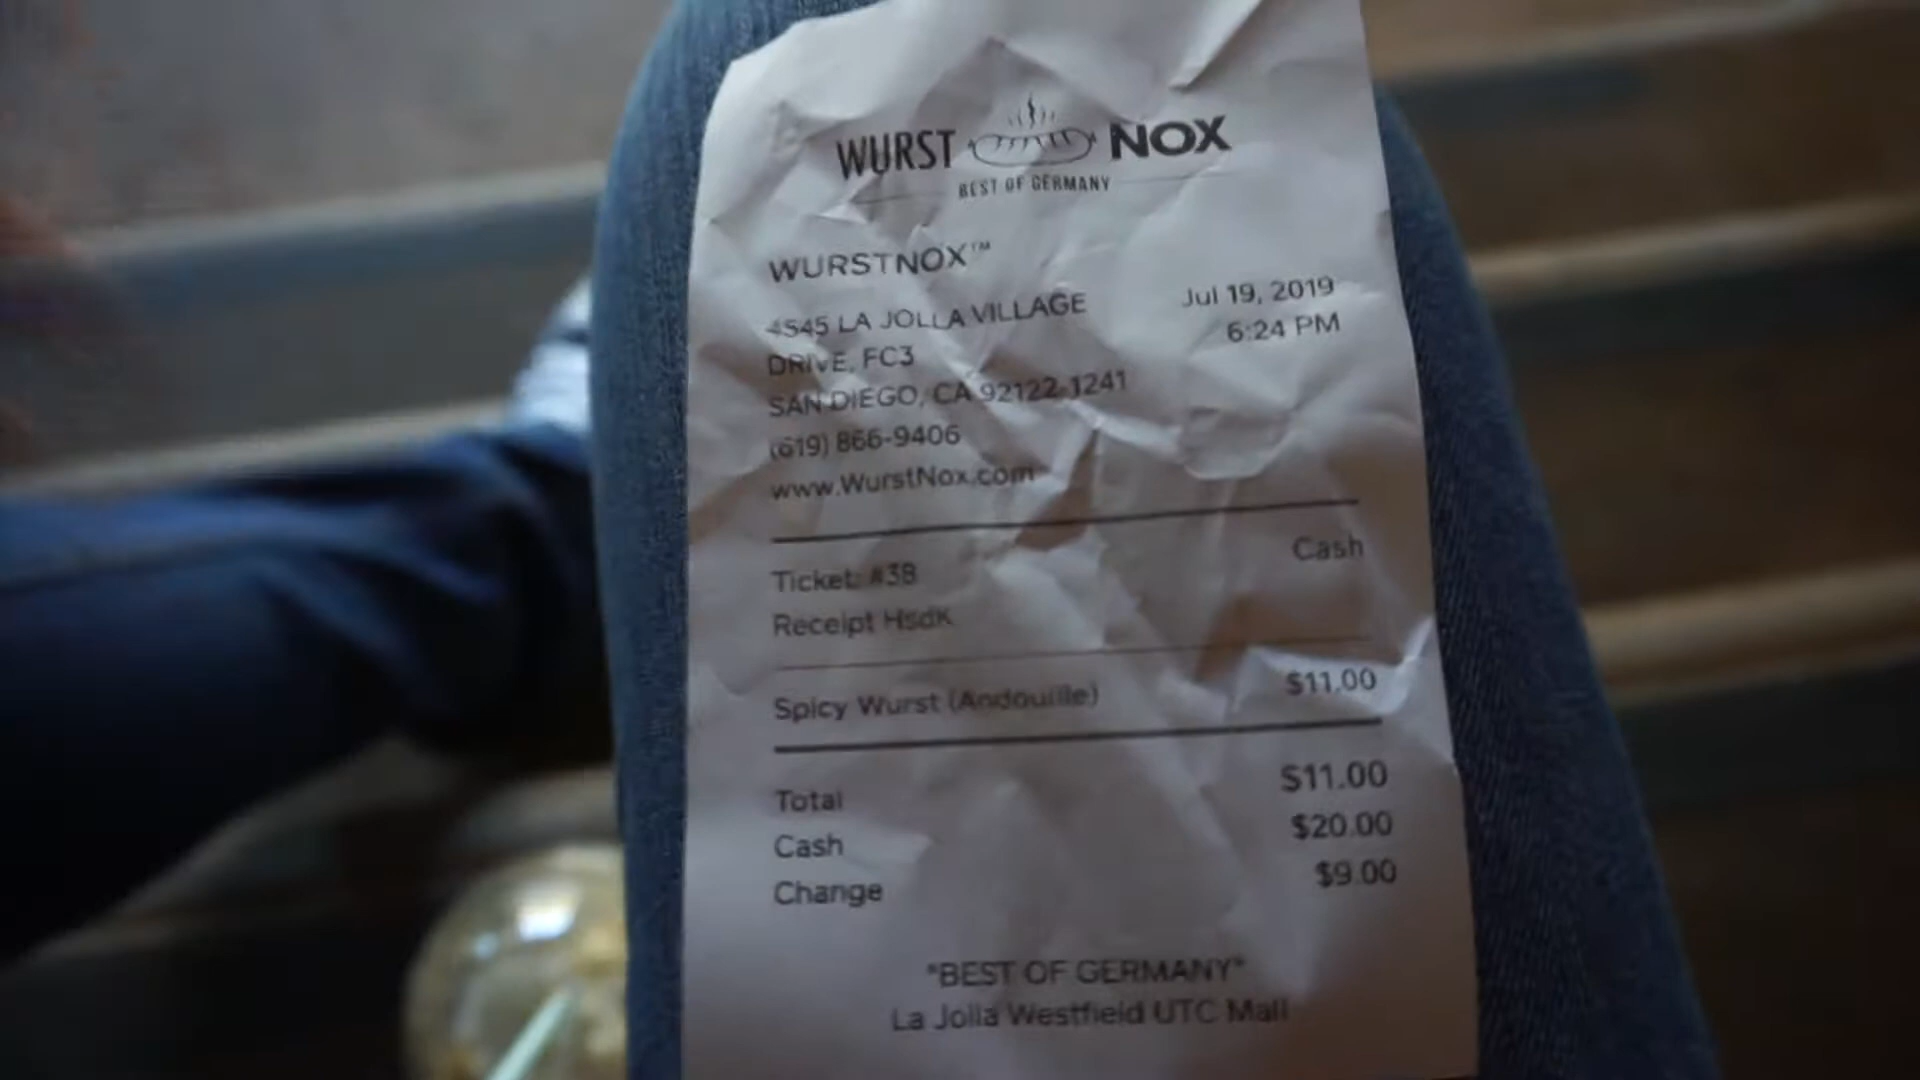 WURST NOX
BEST OF GERMANY
WURSTNOX™
4545 LA JOLLA VILLAGE
DRIVE, FC3
SAN DIEGO, CA 92122-1241
(619) 866-9406
www.WurstNox.com
Jul 19, 2019
6:24 PM
Ticket: #38
Cash
Receipt HsdK
Spicy Wurst (Andouille) $11.00
Total $11.00
Cash $20.00
Change $9.00
"BEST OF GERMANY"
La Jolla Westfield UTC Mall